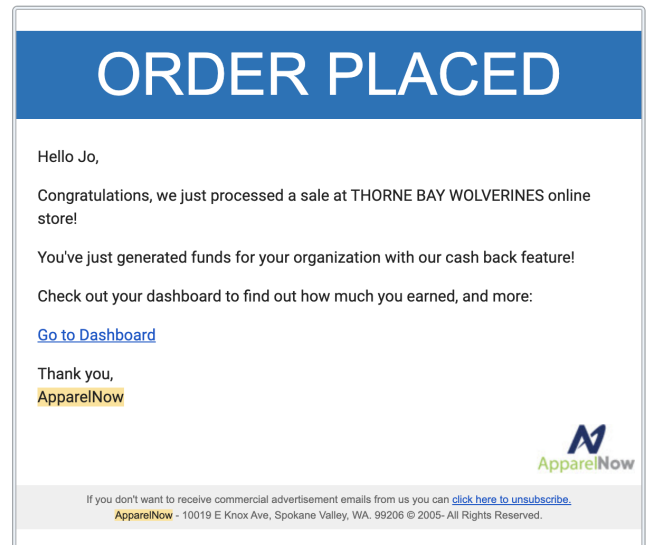 ORDER PLACED
Hello Jo,
Congratulations, we just processed a sale at THORNE BAY WOLVERINES online
store!
You've just generated funds for your organization with our cash back feature!
Check out your dashboard to find out how much you earned, and more:
Go to Dashboard
Thank you,
ApparelNow
ApparelNow
If you don't want to receive commercial advertisement emails from us you can click here to unsubscribe.
ApparelNow - 10019 E Knox Ave, Spokane Valley, WA. 99206 © 2005- All Rights Reserved.